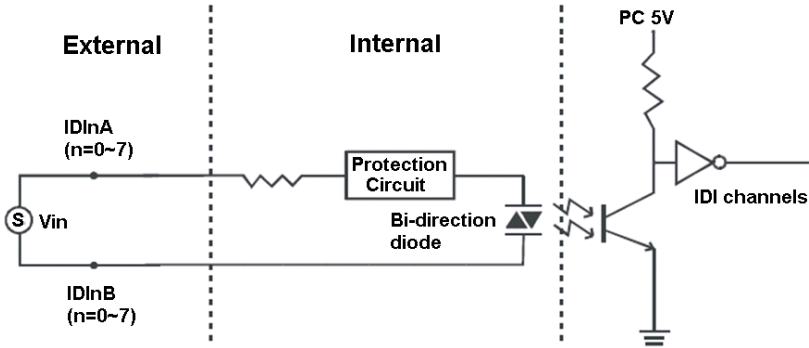 External
Internal
PC 5V
IDInA
(n=0~7)
Protection
Circuit
IDI channels
S
Vin
Bi-direction
diode
IDInB
(n=0~7)